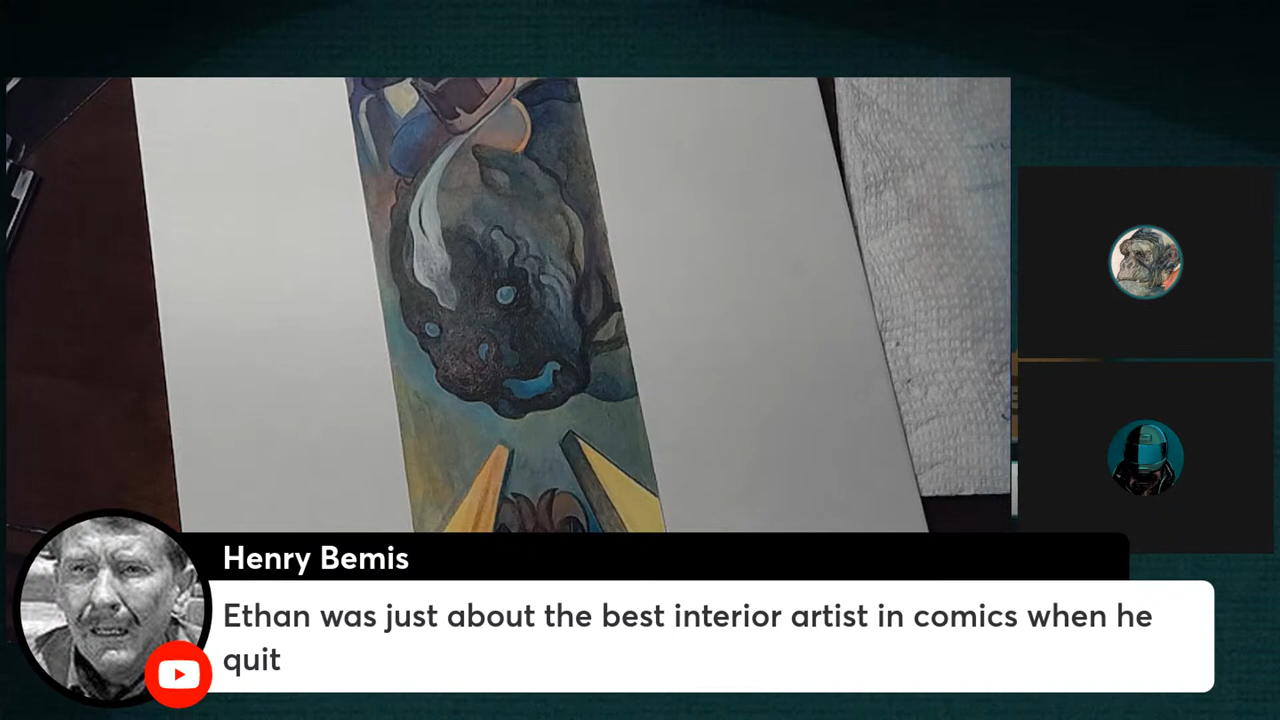 Henry Bemis
Ethan was just about the best interior artist in comics when he
quit